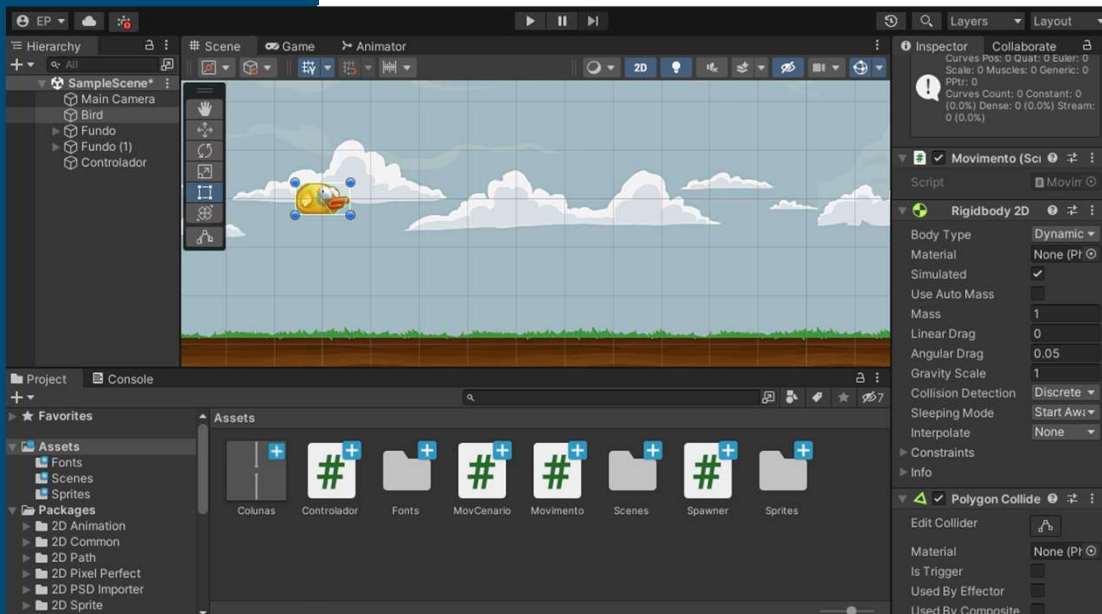 EP
Layers
Layout
Hierarchy
Scene
Game
Animator
Inspector
Collaborate
All
2D
SampleScene*
Main Camera
Bird
Fundo
Fundo (1)
Controlador
Curves Pos: 0 Quat: 0 Euler: 0
Scale: 0 Muscles: 0 Generic: 0
PPtr: 0
Curves Count: 0 Constant: 0
(0.0%) Dense: 0 (0.0%) Stream:
0 (0.0%)
# Movimento (Scr
Script
# Movim
Rigidbody 2D
Body Type Dynamic
Material None (Ph
Simulated
Use Auto Mass
Mass 1
Linear Drag 0
Angular Drag 0.05
Gravity Scale 1
Collision Detection Discrete
Sleeping Mode Start Awa
Interpolate None
Constraints
Info
Polygon Collide
Edit Collider
Material None (Ph
Is Trigger
Used By Effector
Used By Composite
Project
Console
7
Favorites
Assets
Fonts
Scenes
Sprites
Packages
2D Animation
2D Common
2D Path
2D Pixel Perfect
2D PSD Importer
2D Sprite
Assets
# # # #
Colunas Controlador Fonts MovCenario Movimento Scenes Spawner Sprites